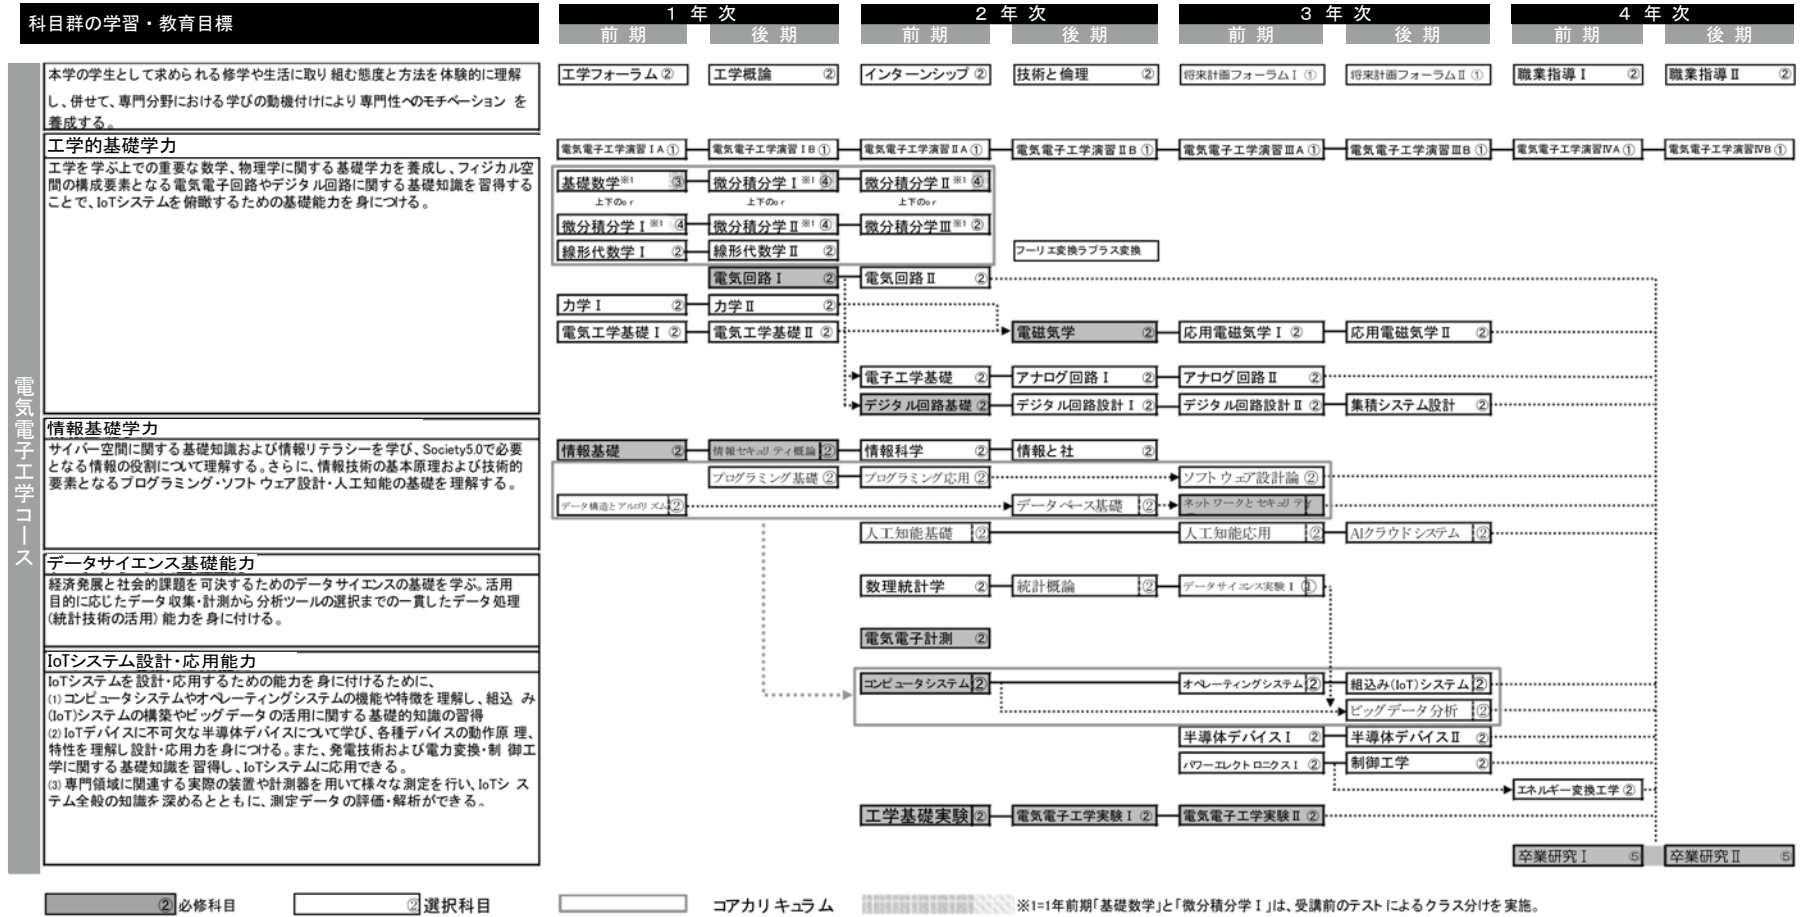 科目群の学習・教育目標
1 年 次
2 年 次
3 年 次
4 年 次
前 期
後 期
前 期
後 期
前 期
後 期
前 期
後 期
電気電子工学コース
本学の学生として求められる修学や生活に取り組む態度と方法を体験的に理解
し、併せて、専門分野における学びの動機付けにより専門性へのモチベーション を
養成する。
工学フォーラム ②
工学概論 ②
インターンシップ ②
技術と倫理 ②
将来計画フォーラムⅠ ①
将来計画フォーラムⅡ ①
職業指導Ⅰ ②
職業指導Ⅱ ②
工学的基礎学力
工学を学ぶ上での重要な数学、物理学に関する基礎学力を養成し、フィジカル空
間の構成要素となる電気電子回路やデジタル回路に関する基礎知識を習得する
ことで、IoTシステムを俯瞰するための基礎能力を身につける。
電気電子工学演習ⅠA ①
電気電子工学演習ⅠB ①
電気電子工学演習ⅡA ①
電気電子工学演習ⅡB ①
電気電子工学演習ⅢA ①
電気電子工学演習ⅢB ①
電気電子工学演習ⅣA ①
電気電子工学演習ⅣB ①
基礎数学※1 ③
微分積分学Ⅰ※1 ④
微分積分学Ⅱ※1 ④
上下のor
上下のor
上下のor
微分積分学Ⅰ※1 ④
微分積分学Ⅱ※1 ④
微分積分学Ⅲ※1 ②
線形代数学Ⅰ ②
線形代数学Ⅱ ②
フーリエ変換ラプラス変換
電気回路Ⅰ ②
電気回路Ⅱ ②
力学Ⅰ ②
力学Ⅱ ②
電気工学基礎Ⅰ ②
電気工学基礎Ⅱ ②
電磁気学 ②
応用電磁気学Ⅰ ②
応用電磁気学Ⅱ ②
電子工学基礎 ②
アナログ回路Ⅰ ②
アナログ回路Ⅱ ②
デジタル回路基礎 ②
デジタル回路設計Ⅰ ②
デジタル回路設計Ⅱ ②
集積システム設計 ②
情報基礎学力
サイバー空間に関する基礎知識および情報リテラシーを学び、Society5.0で必要
となる情報の役割について理解する。さらに、情報技術の基本原理および技術的
要素となるプログラミング・ソフトウェア設計・人工知能の基礎を理解する。
情報基礎 ②
情報セキュリティ概論 ②
情報科学 ②
情報と社 ②
プログラミング基礎 ②
プログラミング応用 ②
ソフトウェア設計論 ②
データ構造とアルゴリズム ②
データベース基礎 ②
ネットワークとセキュリティ
人工知能基礎 ②
人工知能応用 ②
AIクラウドシステム ②
データサイエンス基礎能力
経済発展と社会的課題を可決するためのデータサイエンスの基礎を学ぶ。活用
目的に応じたデータ収集・計測から分析ツールの選択までの一貫したデータ処理
(統計技術の活用)能力を身に付ける。
数理統計学 ②
統計概論 ②
データサイエンス実験Ⅰ ①
電気電子計測 ②
IoTシステム設計・応用能力
IoTシステムを設計・応用するための能力を身に付けるために、
(1)コンピュータシステムやオペレーティングシステムの機能や特徴を理解し、組込 み
(IoT)システムの構築やビッグデータの活用に関する基礎的知識の習得
(2)IoTデバイスに不可欠な半導体デバイスについて学び、各種デバイスの動作原 理、
特性を理解し設計・応用力を身につける。また、発電技術および電力変換・制 御工
学に関する基礎知識を習得し、IoTシステムに応用できる。
(3)専門領域に関連する実際の装置や計測器を用いて様々な測定を行い、IoTシ ス
テム全般の知識を深めるとともに、測定データの評価・解析ができる。
コンピュータシステム ②
オペレーティングシステム ②
組込み(IoT)システム ②
ビッグデータ分析 ②
半導体デバイスⅠ ②
半導体デバイスⅡ ②
パワーエレクトロニクスⅠ ②
制御工学 ②
エネルギー変換工学 ②
工学基礎実験 ②
電気電子工学実験Ⅰ ②
電気電子工学実験Ⅱ ②
卒業研究Ⅰ ⑤
卒業研究Ⅱ ⑤
② 必修科目
② 選択科目
コアカリキュラム
※1=1年前期「基礎数学」と「微分積分学Ⅰ」は、受講前のテストによるクラス分けを実施。